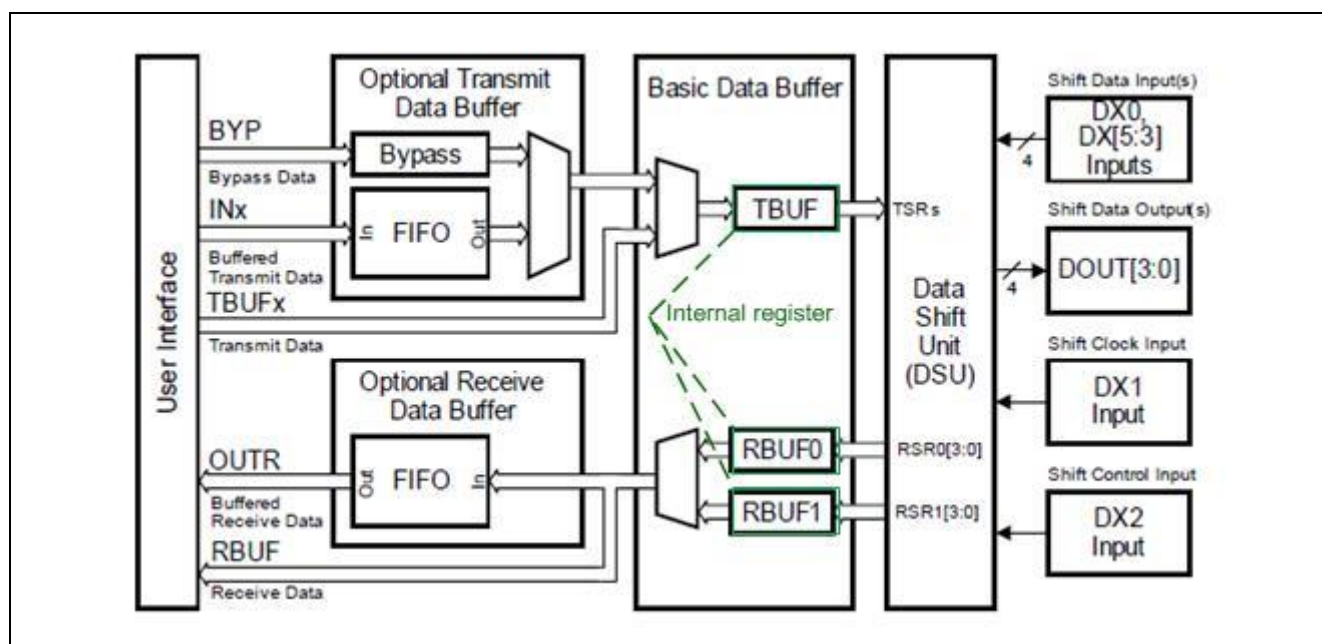 User Interface
BYP
Bypass Data
INx
Buffered
Transmit Data
TBUFx
Transmit Data
OUTR
Buffered
Receive Data
RBUF
Receive Data
Optional Transmit
Data Buffer
Bypass
In
FIFO
Out
Optional Receive
Data Buffer
Out
FIFO
In
Basic Data Buffer
TBUF
Internal register
RBUF0
RBUF1
TSRs
Data
Shift
Unit
(DSU)
RSR0[3:0]
RSR1[3:0]
Shift Data Input(s)
DX0,
DX[5:3]
Inputs
4
Shift Data Output(s)
DOUT[3:0]
4
Shift Clock Input
DX1
Input
Shift Control Input
DX2
Input